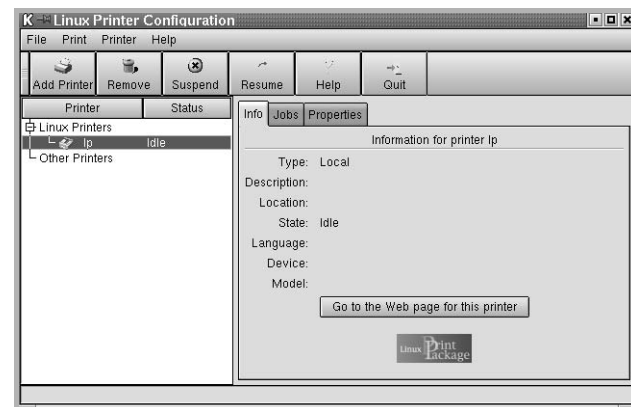 K Linux Printer Configuration
File Print Printer Help
Add Printer Remove Suspend Resume Help Quit
Printer Status
Linux Printers
lp Idle
Other Printers
Info Jobs Properties
Information for printer lp
Type: Local
Description:
Location:
State: Idle
Language:
Device:
Model:
Go to the Web page for this printer
Linux Print Package